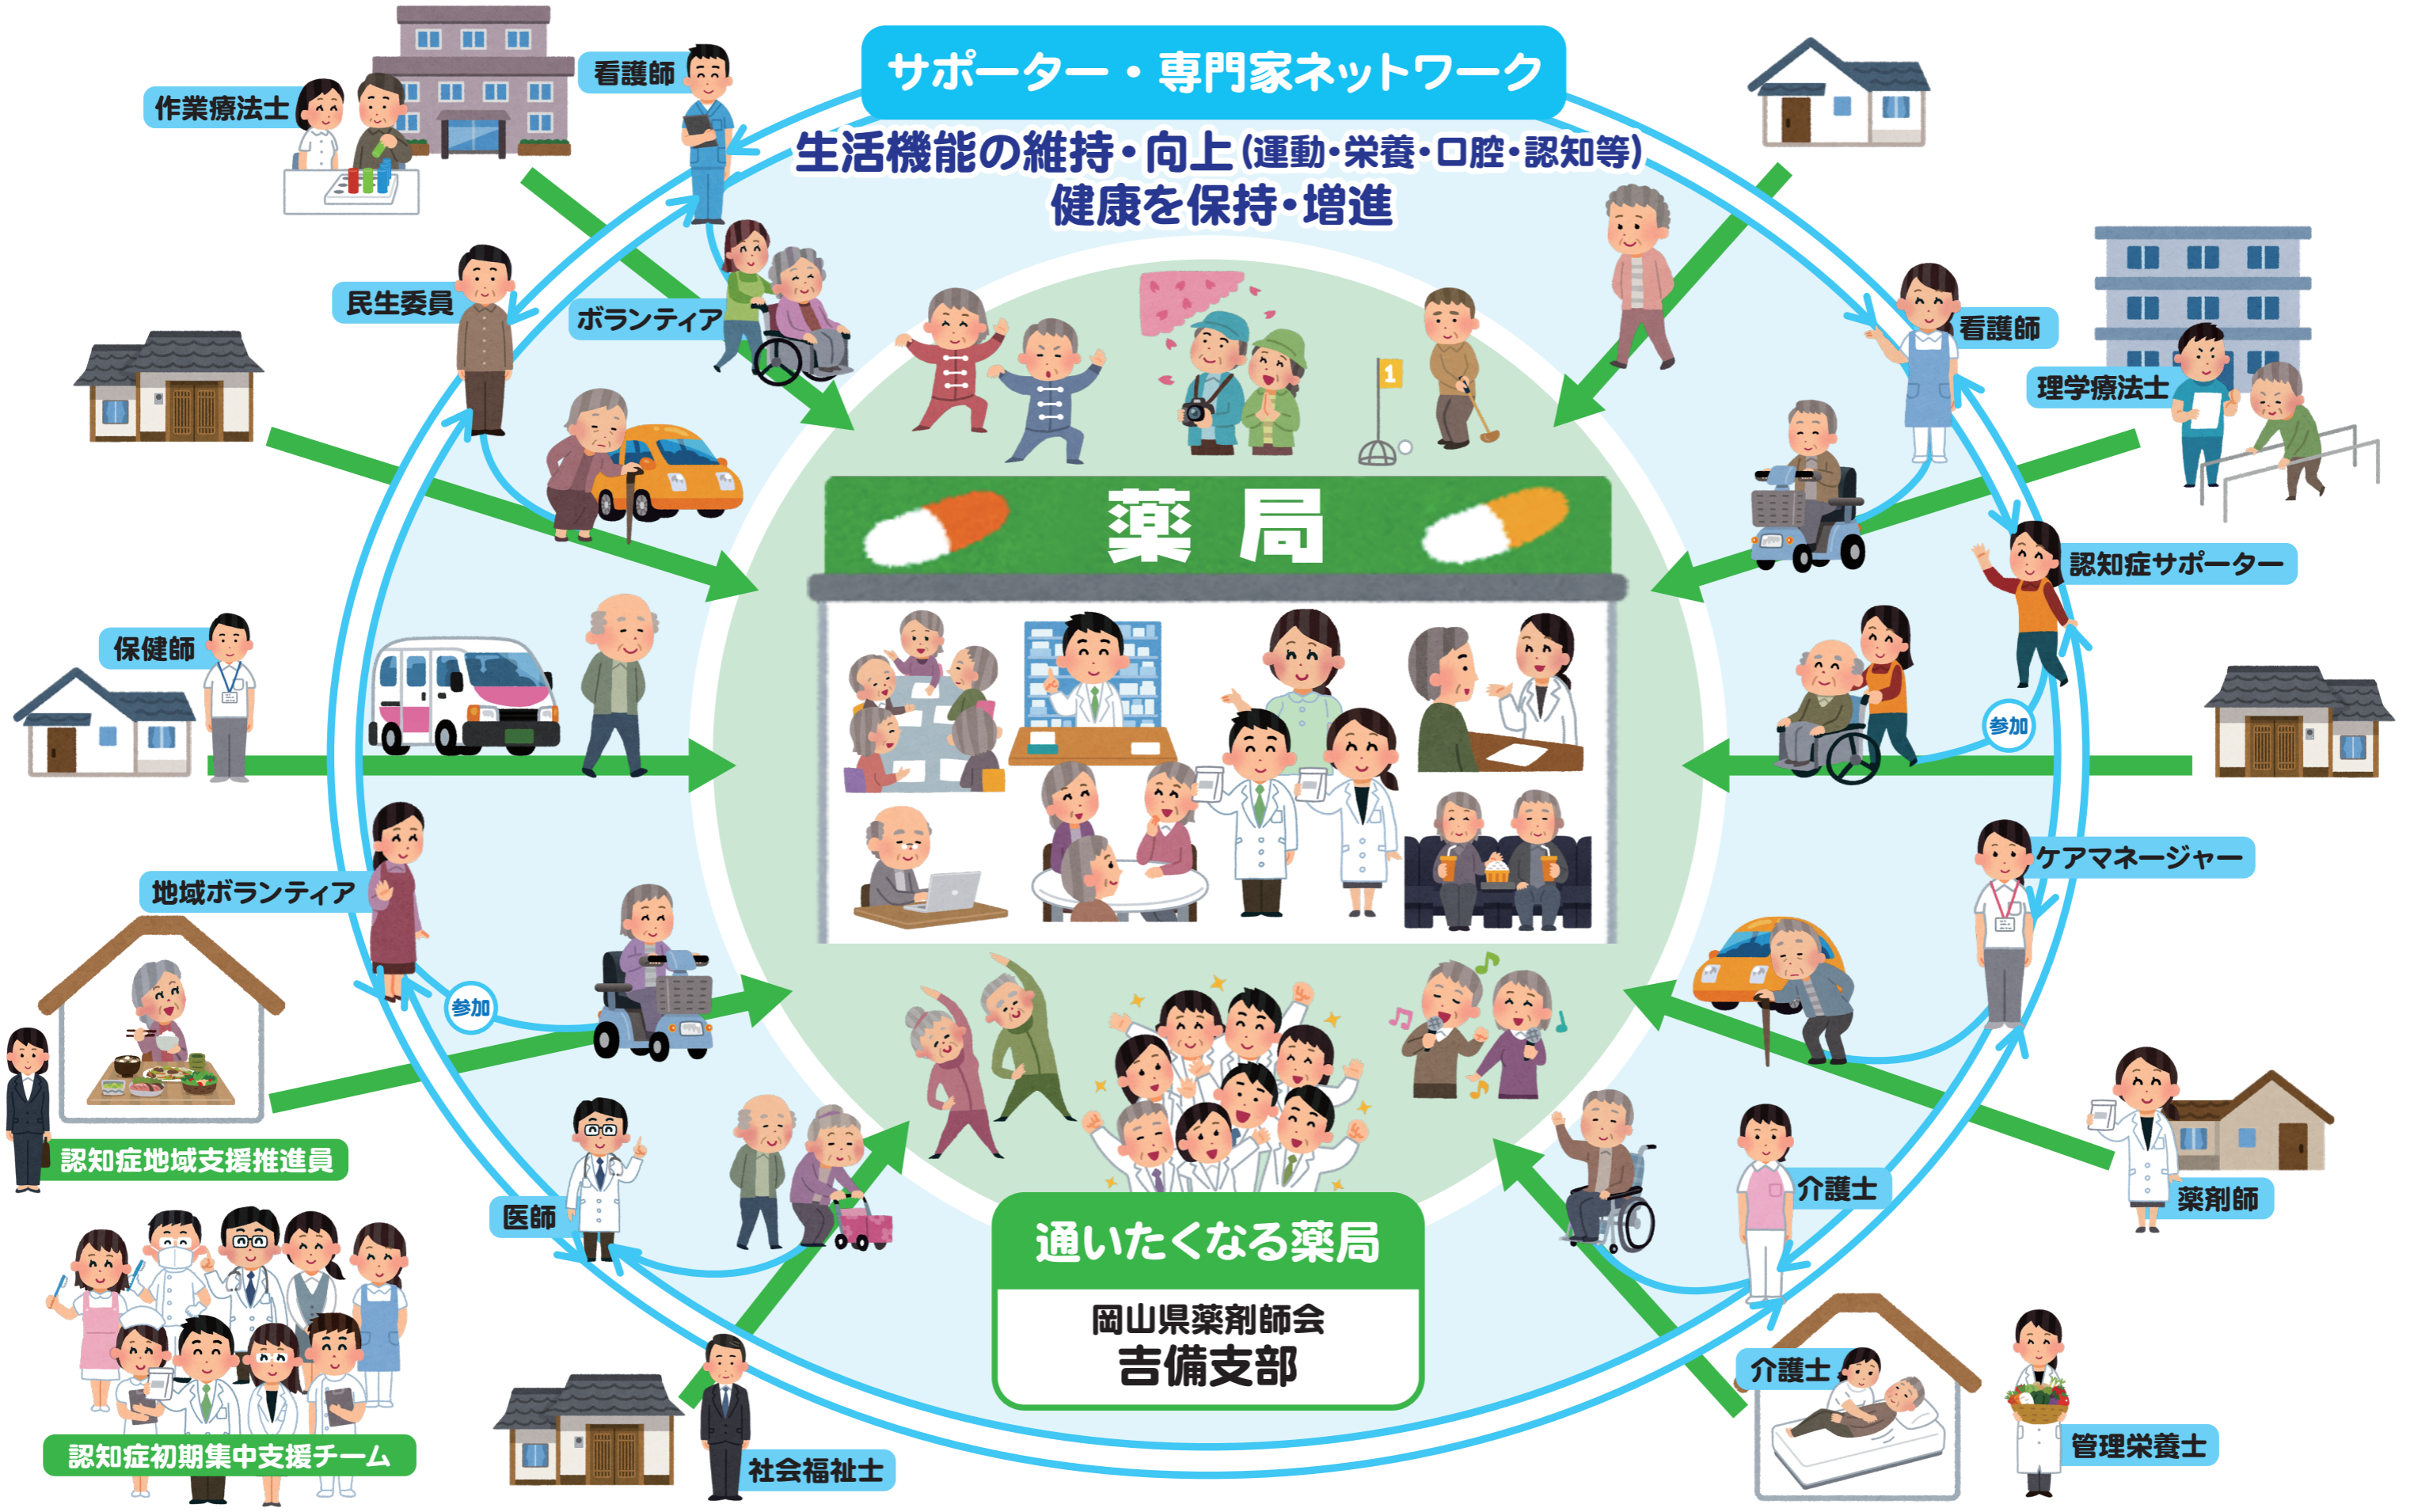 サポーター・専門家ネットワーク
生活機能の維持・向上(運動・栄養・口腔・認知等)
健康を保持・増進
看護師
作業療法士
民生委員
ボランティア
看護師
理学療法士
1
認知症サポーター
薬局
保健師
参加
ケアマネージャー
地域ボランティア
参加
認知症地域支援推進員
医師
介護士
薬剤師
通いたくなる薬局
岡山県薬剤師会
吉備支部
介護士
管理栄養士
認知症初期集中支援チーム
社会福祉士